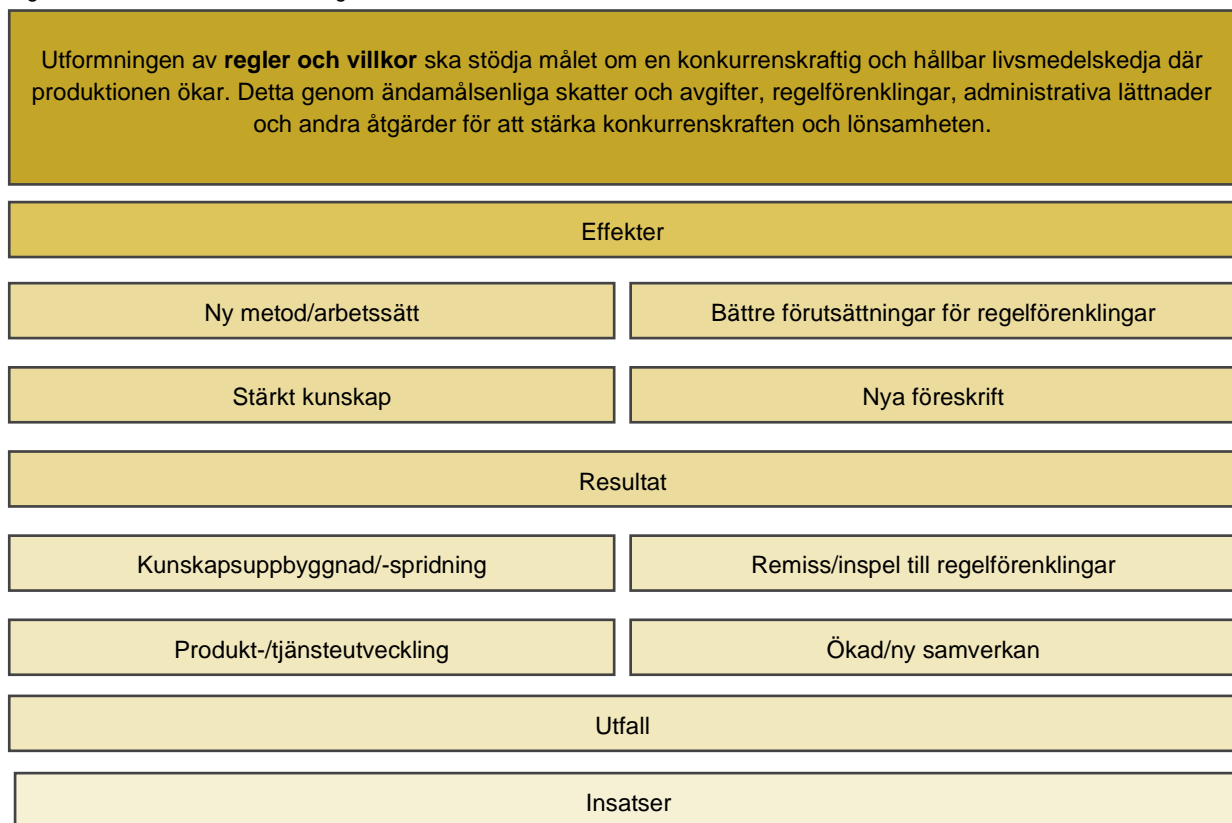 Utformningen av regler och villkor ska stödja målet om en konkurrenskraftig och hållbar livsmedelskedja där
produktionen ökar. Detta genom ändamålsenliga skatter och avgifter, regelförenklingar, administrativa lättnader
och andra åtgärder för att stärka konkurrenskraften och lönsamheten.
Effekter
Ny metod/arbetssätt
Bättre förutsättningar för regelförenklingar
Stärkt kunskap
Nya föreskrift
Resultat
Kunskapsuppbyggnad/-spridning
Remiss/inspel till regelförenklingar
Produkt-/tjänsteutveckling
Ökad/ny samverkan
Utfall
Insatser